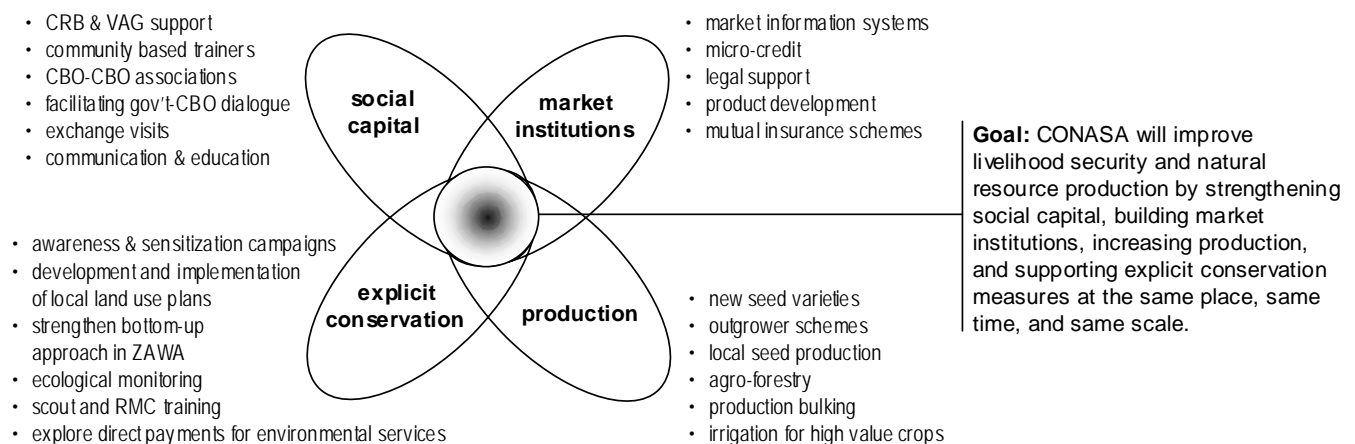 • CRB & VAG support
• community based trainers
• CBO-CBO associations
• facilitating gov't-CBO dialogue
• exchange visits
• communication & education
social
capital
market
institutions
• market information systems
• micro-credit
• legal support
• product development
• mutual insurance schemes
Goal: CONASA will improve
livelihood security and natural
resource production by strengthening
social capital, building market
institutions, increasing production,
and supporting explicit conservation
measures at the same place, same
time, and same scale.
• awareness & sensitization campaigns
• development and implementation
of local land use plans
• strengthen bottom-up
approach in ZAWA
• ecological monitoring
• scout and RMC training
• explore direct payments for environmental services
explicit
conservation
production
• new seed varieties
• outgrower schemes
• local seed production
• agro-forestry
• production bulking
• irrigation for high value crops